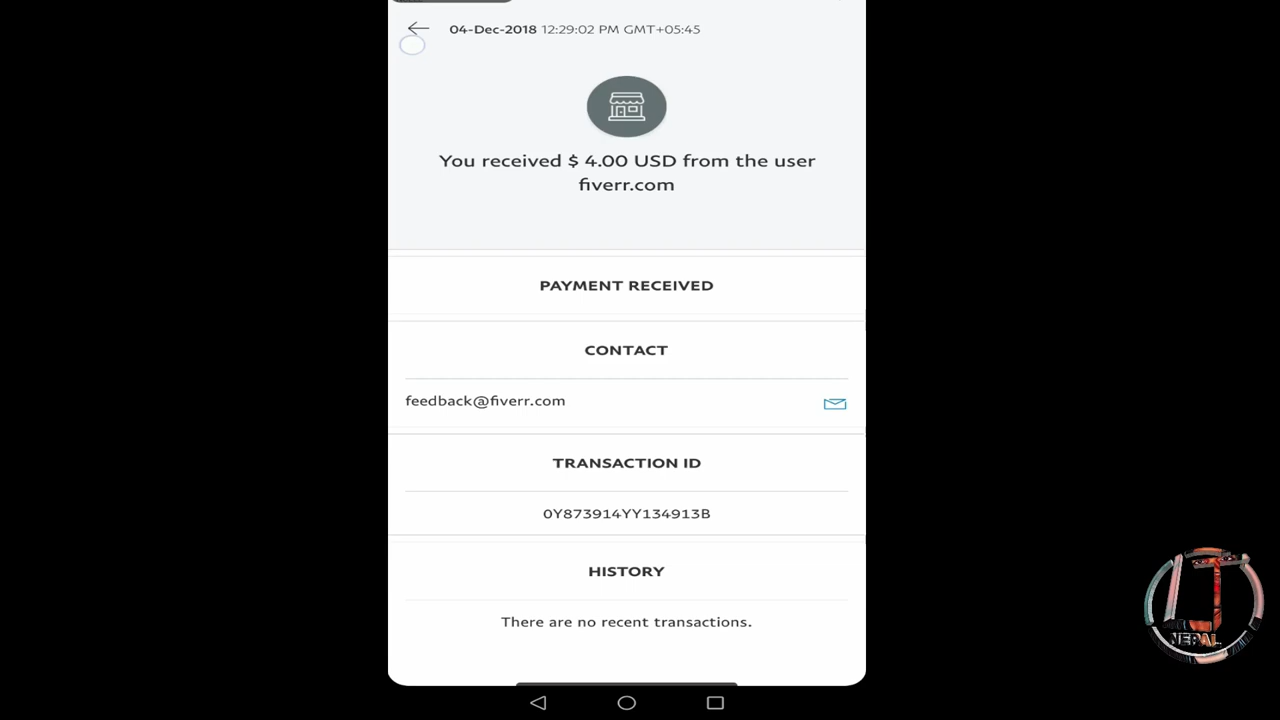 04-Dec-2018 12:29:02 PM GMT+05:45
You received $ 4.00 USD from the user
fiverr.com
PAYMENT RECEIVED
CONTACT
feedback@fiverr.com
TRANSACTION ID
0Y873914YY134913B
HISTORY
There are no recent transactions.
NEPAL